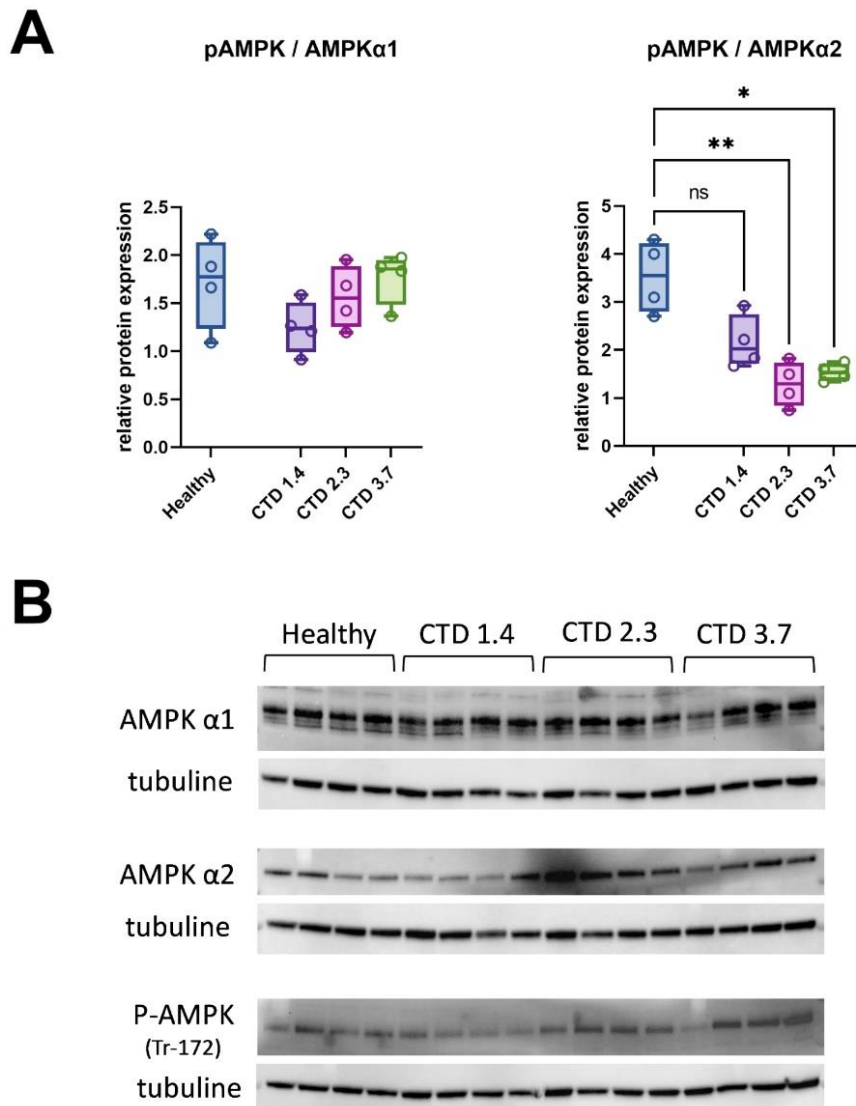 A
pAMPK / AMPKα1
relative protein expression
2.5
2.0
1.5
1.0
0.5
0.0
Healthy
CTD 1.4
CTD 2.3
CTD 3.7
pAMPK / AMPKα2
*
**
ns
relative protein expression
5
4
3
2
1
0
Healthy
CTD 1.4
CTD 2.3
CTD 3.7
B
Healthy CTD 1.4 CTD 2.3 CTD 3.7
AMPK α1
tubuline
AMPK α2
tubuline
P-AMPK
(Tr-172)
tubuline